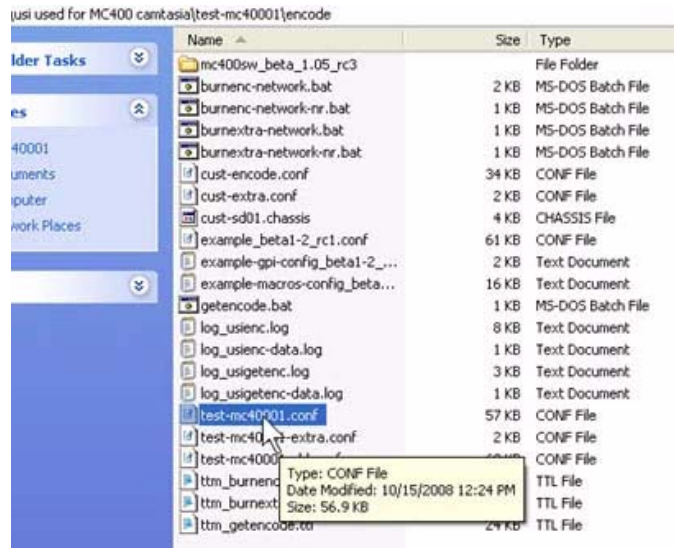 qusi used for MC400 camtasia\test-mc40001\encode
Name Size Type
lder Tasks
es
40001
uments
puter
work Places
mc400sw_beta_1.05_rc3 File Folder
burnenc-network.bat 2 KB MS-DOS Batch File
burnenc-network-nr.bat 1 KB MS-DOS Batch File
burnextra-network.bat 1 KB MS-DOS Batch File
burnextra-network-nr.bat 1 KB MS-DOS Batch File
cust-encode.conf 34 KB CONF File
cust-extra.conf 2 KB CONF File
cust-sd01.chassis 4 KB CHASSIS File
example_beta1-2_rc1.conf 61 KB CONF File
example-gpi-config_beta1-2_... 2 KB Text Document
example-macros-config_beta... 16 KB Text Document
getencode.bat 1 KB MS-DOS Batch File
log_usienc.log 8 KB Text Document
log_usienc-data.log 1 KB Text Document
log_usigetenc.log 3 KB Text Document
log_usigetenc-data.log 1 KB Text Document
test-mc40001.conf 57 KB CONF File
-extra.conf 2 KB CONF File
CONF File
ttm_burnenc TTL File
ttm_burnext TTL File
24 KB TTL File
Type: CONF File
Date Modified: 10/15/2008 12:24 PM
Size: 56.9 KB